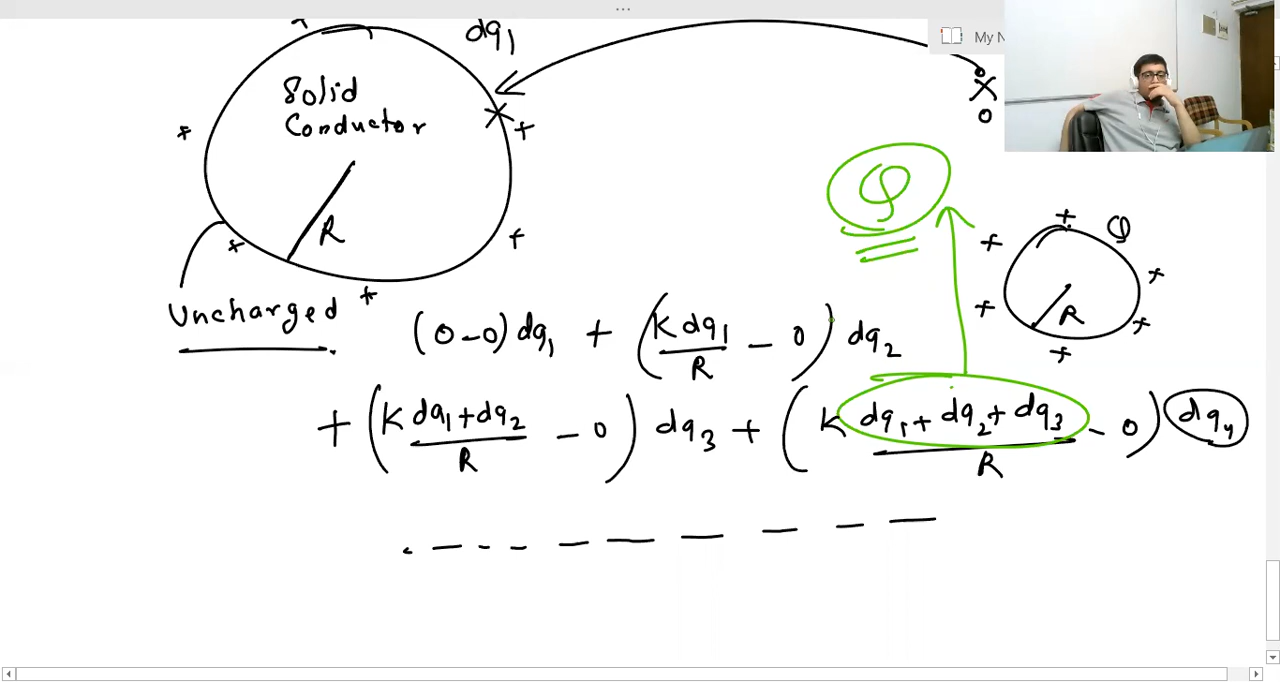 dq₁
My N
Solid
Conductor
R
Uncharged
φ
φ
R
(0-0)dq₁ + (K dq₁/R - 0) dq₂
+ (K dq₁+dq₂/R - 0) dq₃ + (K dq₁+dq₂+dq₃/R - 0) dq₄